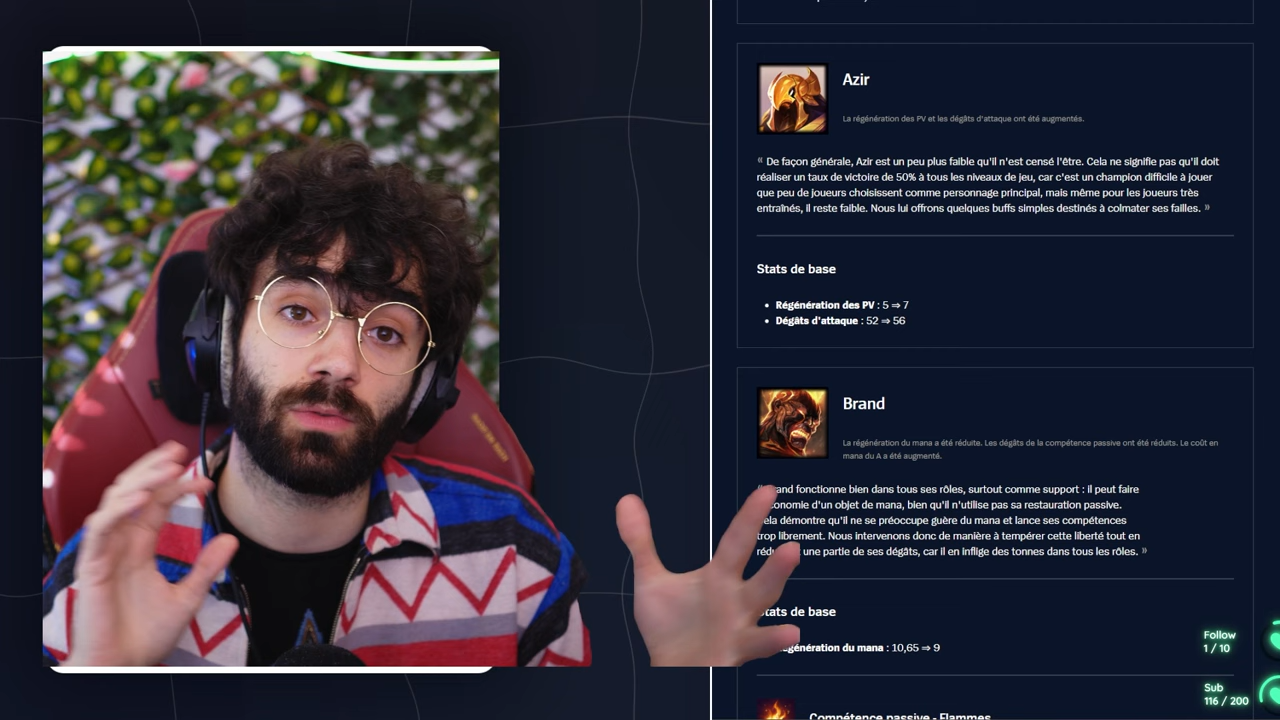 Azir
La régénération des PV et les dégâts d'attaque ont été augmentés.
« De façon générale, Azir est un peu plus faible qu'il n'est censé l'être. Cela ne signifie pas qu'il doit
réaliser un taux de victoire de 50% à tous les niveaux de jeu, car c'est un champion difficile à jouer
que peu de joueurs choisissent comme personnage principal, mais même pour les joueurs très
entraînés, il reste faible. Nous lui offrons quelques buffs simples destinés à colmater ses failles. »
Stats de base
• Régénération des PV : 5 ⇒ 7
• Dégâts d'attaque : 52 ⇒ 56
Brand
La régénération du mana a été réduite. Les dégâts de la compétence passive ont été réduits. Le coût en
mana du A a été augmenté.
fonctionne bien dans tous ses rôles, surtout comme support : il peut faire
d'un objet de mana, bien qu'il n'utilise pas sa restauration passive.
démontre qu'il ne se préoccupe guère du mana et lance ses compétences
trop librement. Nous intervenons donc de manière à tempérer cette liberté tout en
une partie de ses dégâts, car il en inflige des tonnes dans tous les rôles. »
Stats de base
du mana : 10,65 ⇒ 9
Compétence passive - Flammes
Follow
1 / 10
Sub
116 / 200